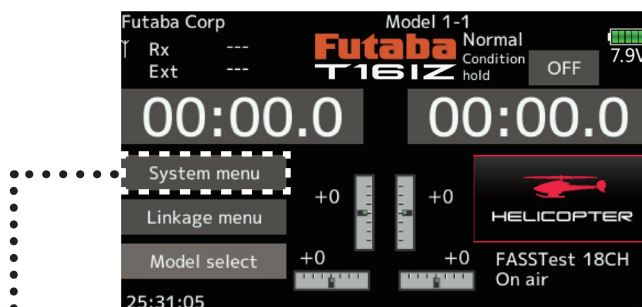 Futaba Corp
Model 1-1
Rx ---
Ext ---
Futaba
T16IZ
Normal
Condition
hold
OFF
7.9V
00:00.0
00:00.0
System menu
Linkage menu
Model select
+0
+0
+0
+0
HELICOPTER
FASSTest 18CH
On air
25:31:05